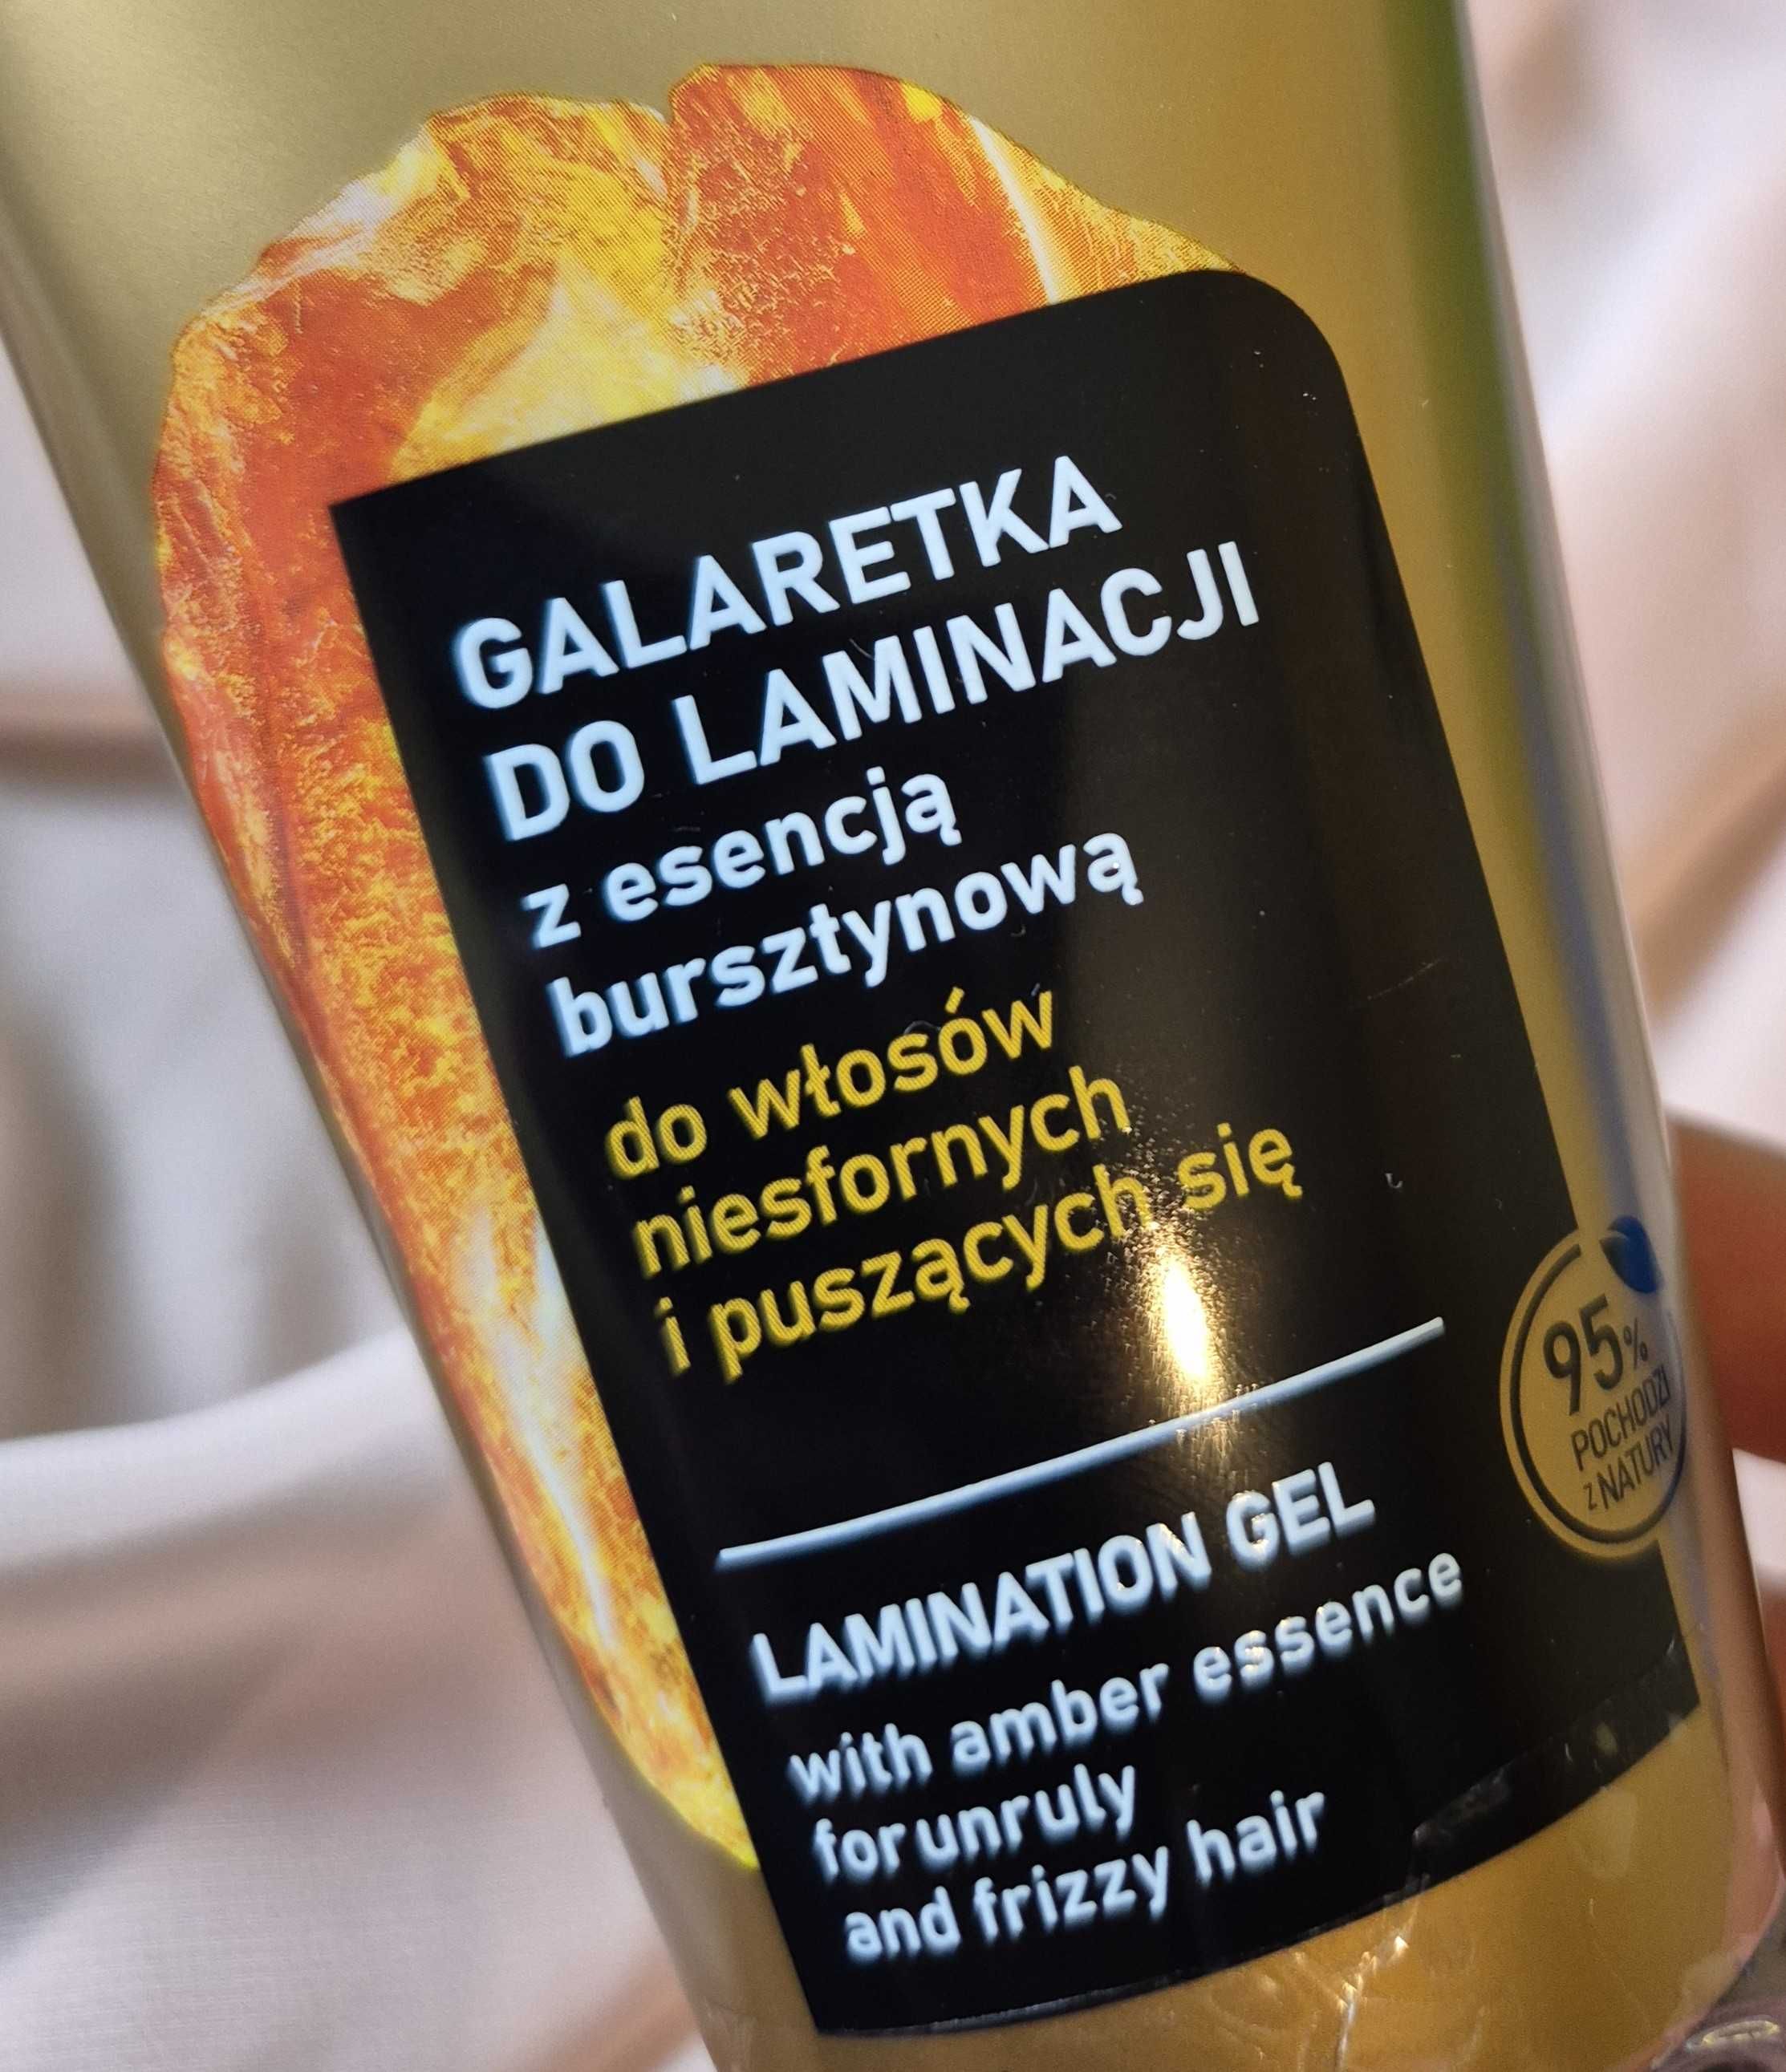 GALARETKA
DO LAMINACJI
z esencją
bursztynową
do włosów
niesfornych
i puszących się
95%
POCHODZI
Z NATURY
LAMINATION GEL
with amber essence
for unruly
and frizzy hair